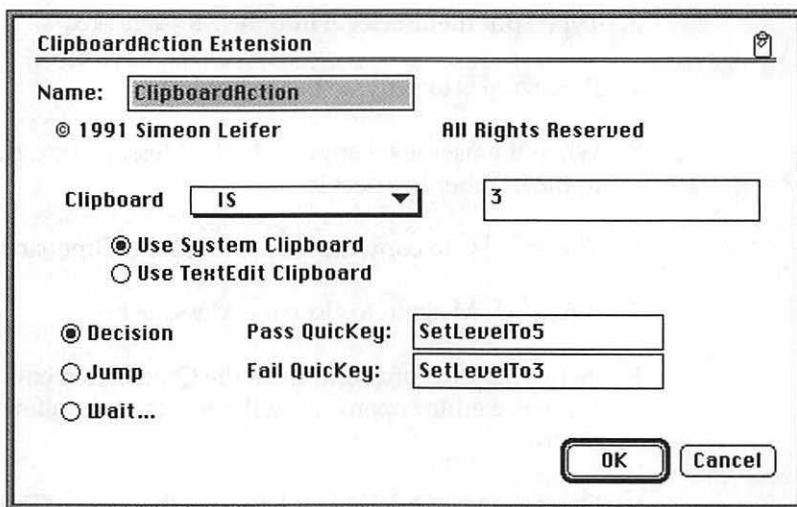 ClipboardAction Extension
Name: ClipboardAction
© 1991 Simeon Leifer All Rights Reserved
Clipboard IS 3
Use System Clipboard
Use TextEdit Clipboard
Decision Pass QuicKey: SetLevelTo5
Jump Fail QuicKey: SetLevelTo3
Wait...
OK Cancel